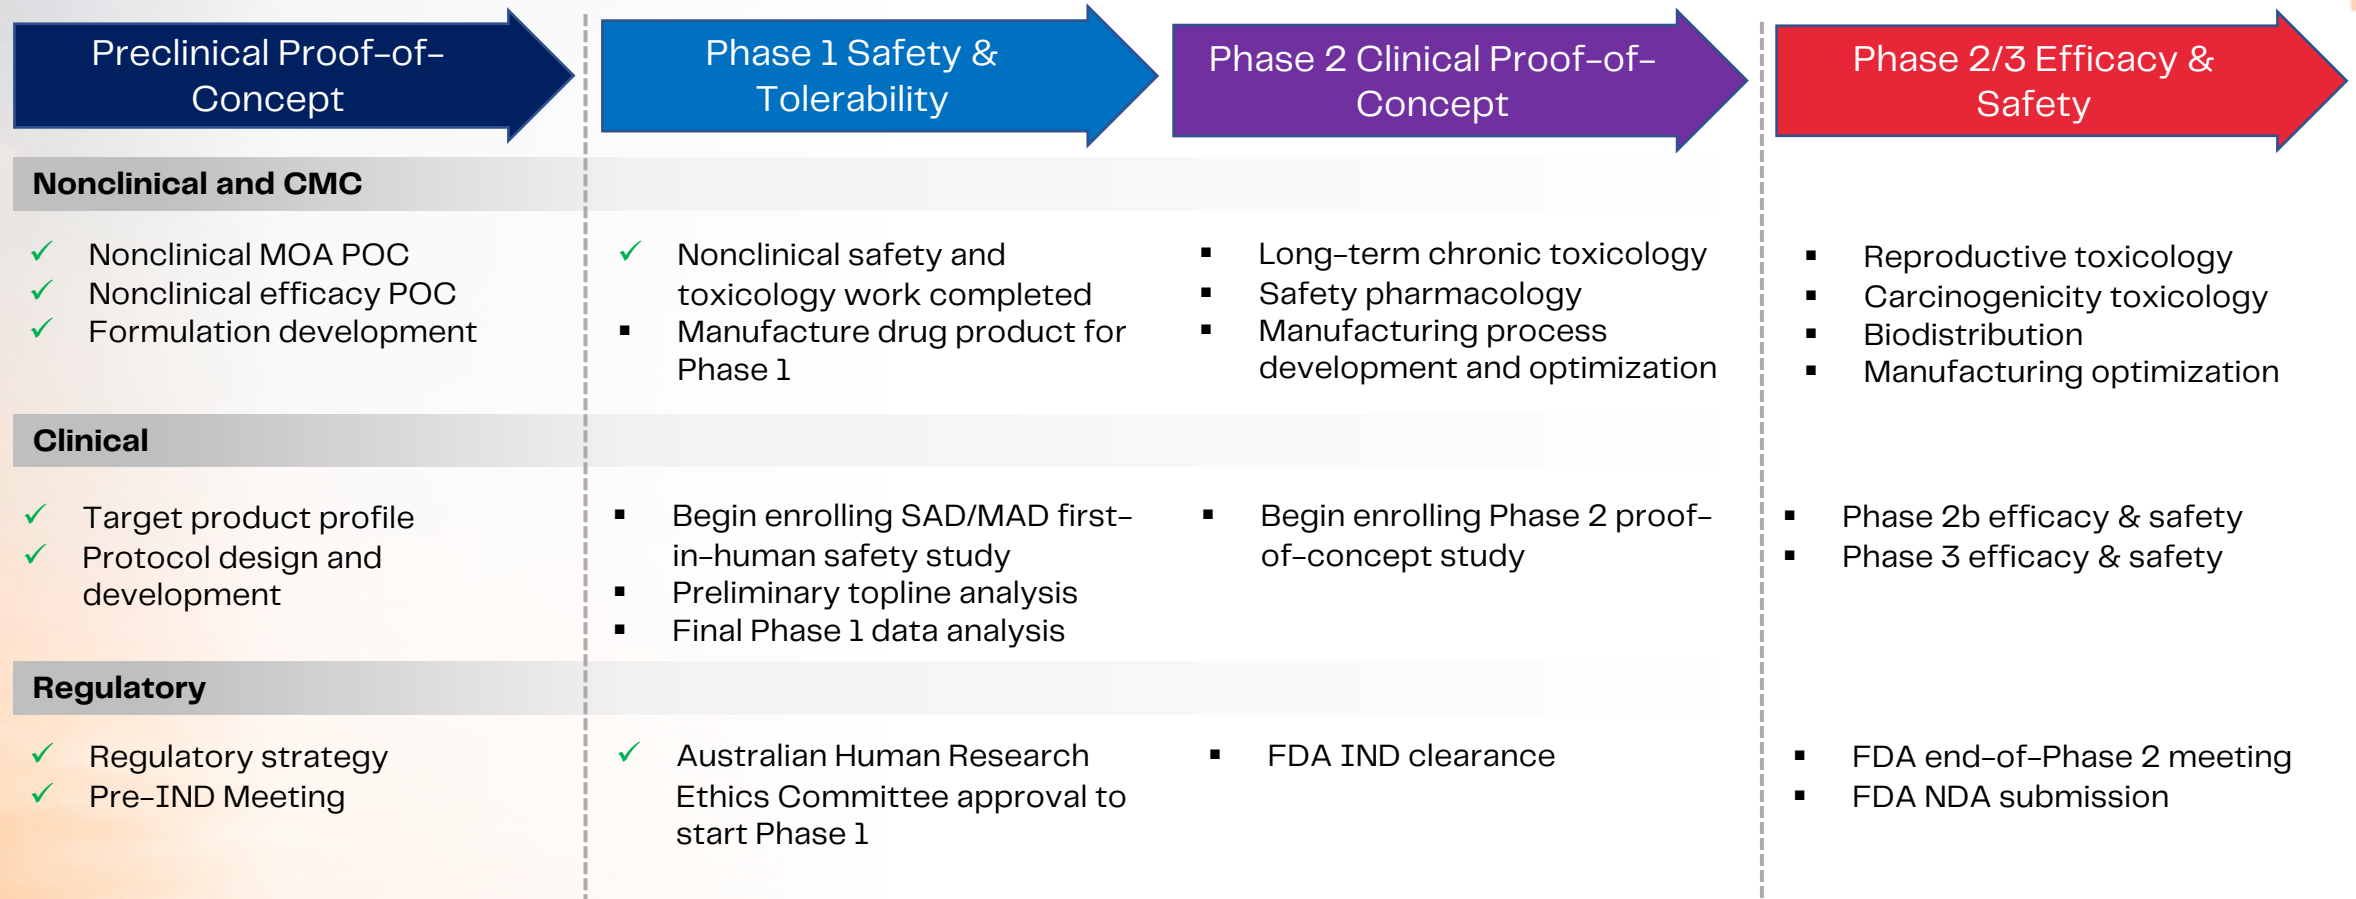 Preclinical Proof-of-
Concept
Phase 1 Safety &
Tolerability
Phase 2 Clinical Proof-of-
Concept
Phase 2/3 Efficacy &
Safety
Nonclinical and CMC
✓ Nonclinical MOA POC
✓ Nonclinical efficacy POC
✓ Formulation development
✓ Nonclinical safety and
toxicology work completed
▪ Manufacture drug product for
Phase 1
▪ Long-term chronic toxicology
▪ Safety pharmacology
▪ Manufacturing process
development and optimization
▪ Reproductive toxicology
▪ Carcinogenicity toxicology
▪ Biodistribution
▪ Manufacturing optimization
Clinical
✓ Target product profile
✓ Protocol design and
development
▪ Begin enrolling SAD/MAD first-
in-human safety study
▪ Preliminary topline analysis
▪ Final Phase 1 data analysis
▪ Begin enrolling Phase 2 proof-
of-concept study
▪ Phase 2b efficacy & safety
▪ Phase 3 efficacy & safety
Regulatory
✓ Regulatory strategy
✓ Pre-IND Meeting
✓ Australian Human Research
Ethics Committee approval to
start Phase 1
▪ FDA IND clearance
▪ FDA end-of-Phase 2 meeting
▪ FDA NDA submission